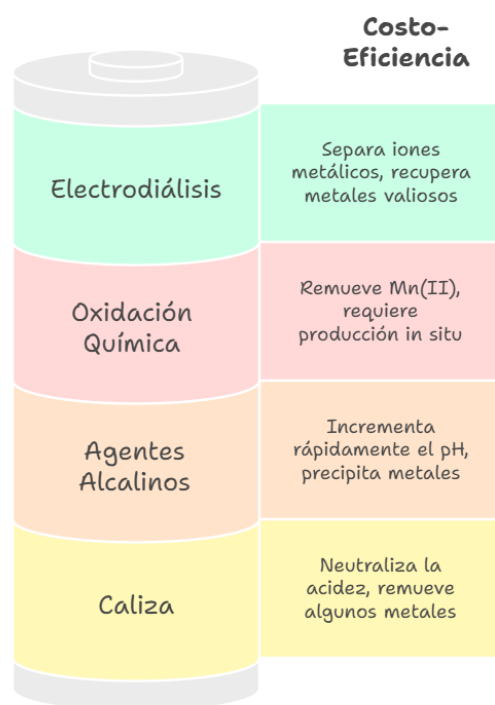 Costo-
Eficiencia
Electrodiálisis
Separa iones
metálicos, recupera
metales valiosos
Oxidación
Química
Remueve Mn(II),
requiere
producción in situ
Agentes
Alcalinos
Incrementa
rápidamente el pH,
precipita metales
Caliza
Neutraliza la
acidez, remueve
algunos metales